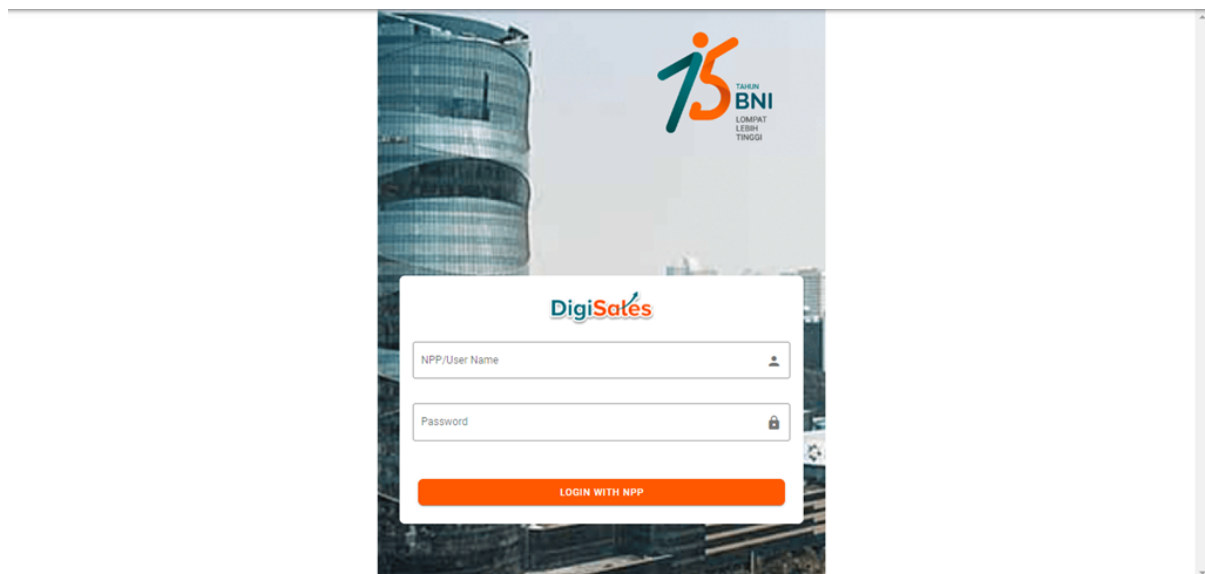 75
TAHUN
BNI
LOMPAT
LEBIH
TINGGI
DigiSales
NPP/User Name
Password
LOGIN WITH NPP